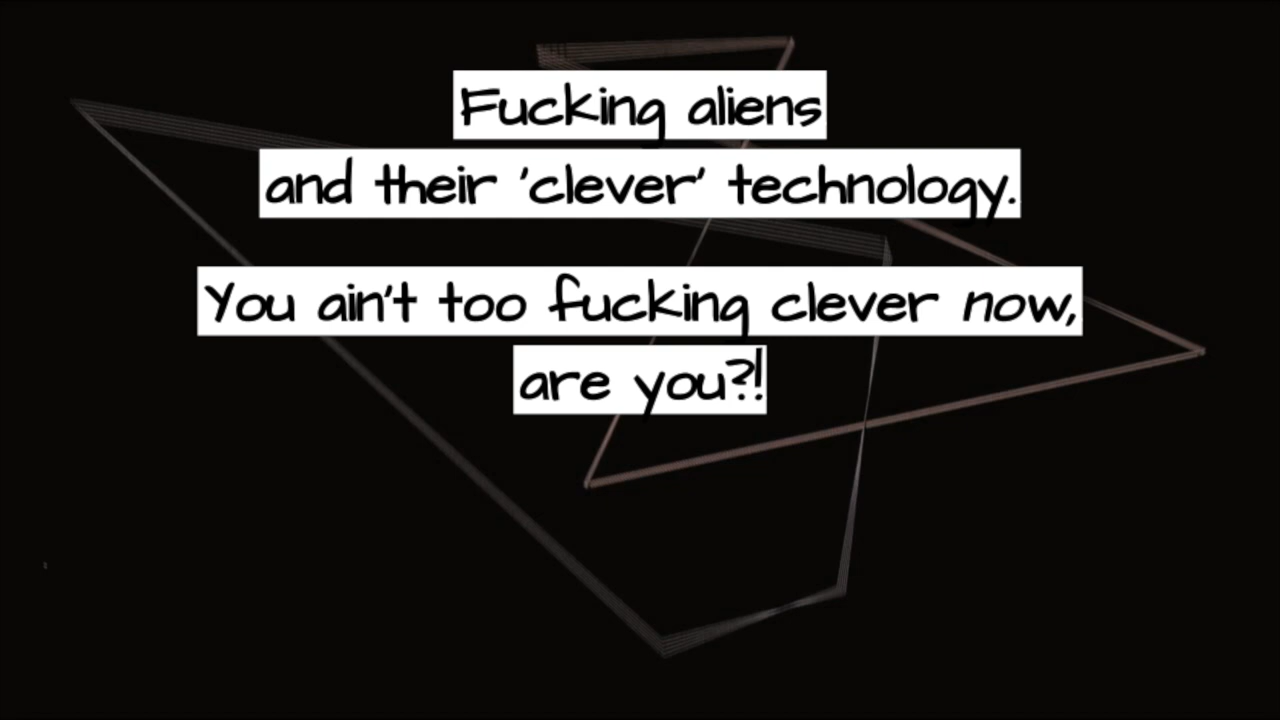 Fucking aliens
and their 'clever' technology.
You ain't too fucking clever now,
are you?!